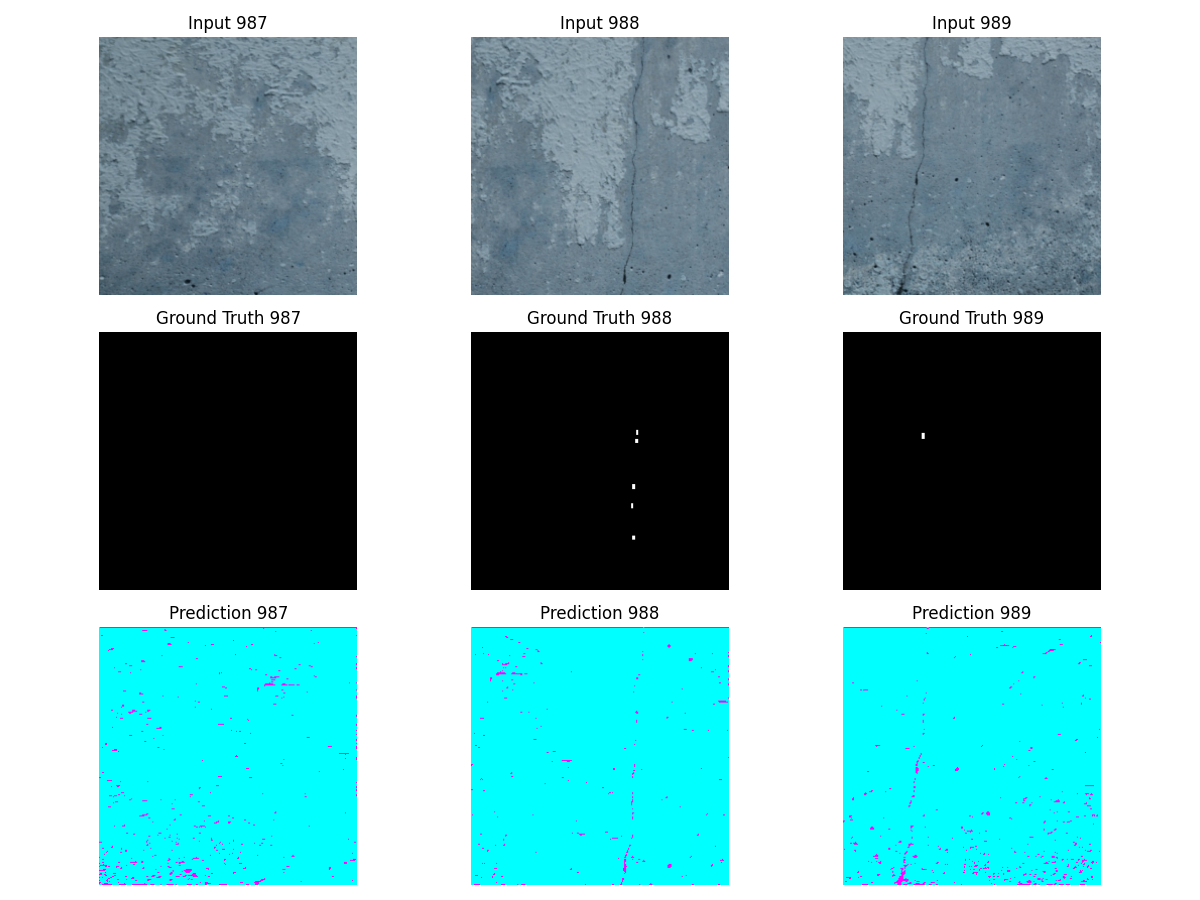 Input 987
Input 988
Input 989
Ground Truth 987
Ground Truth 988
Ground Truth 989
Prediction 987
Prediction 988
Prediction 989